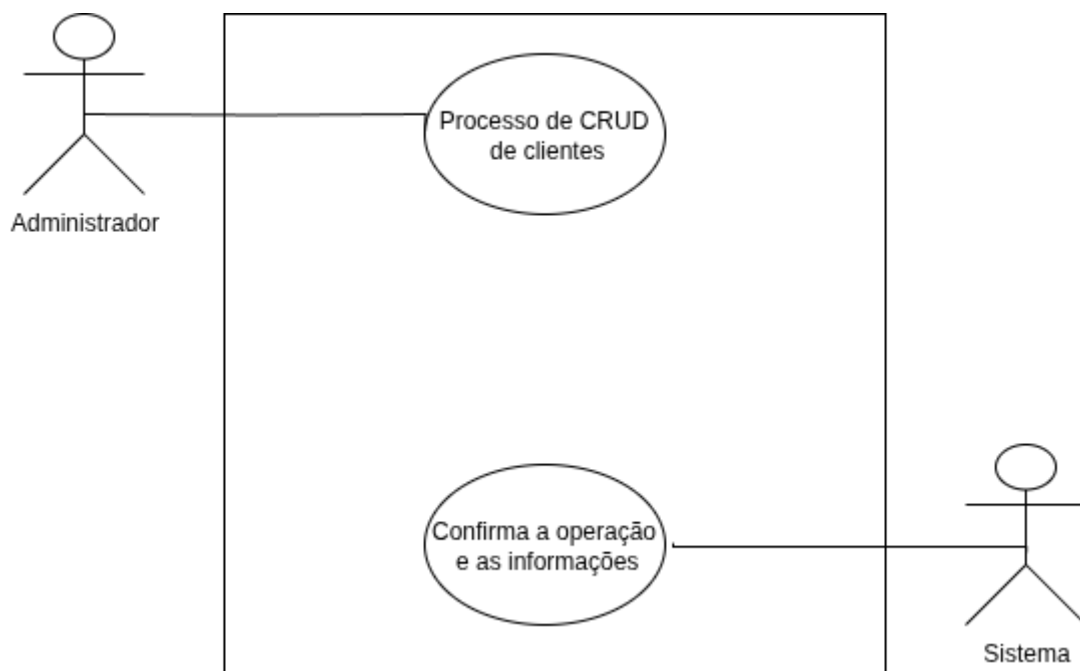 Processo de CRUD
de clientes
Administrador
Confirma a operação
e as informações
Sistema